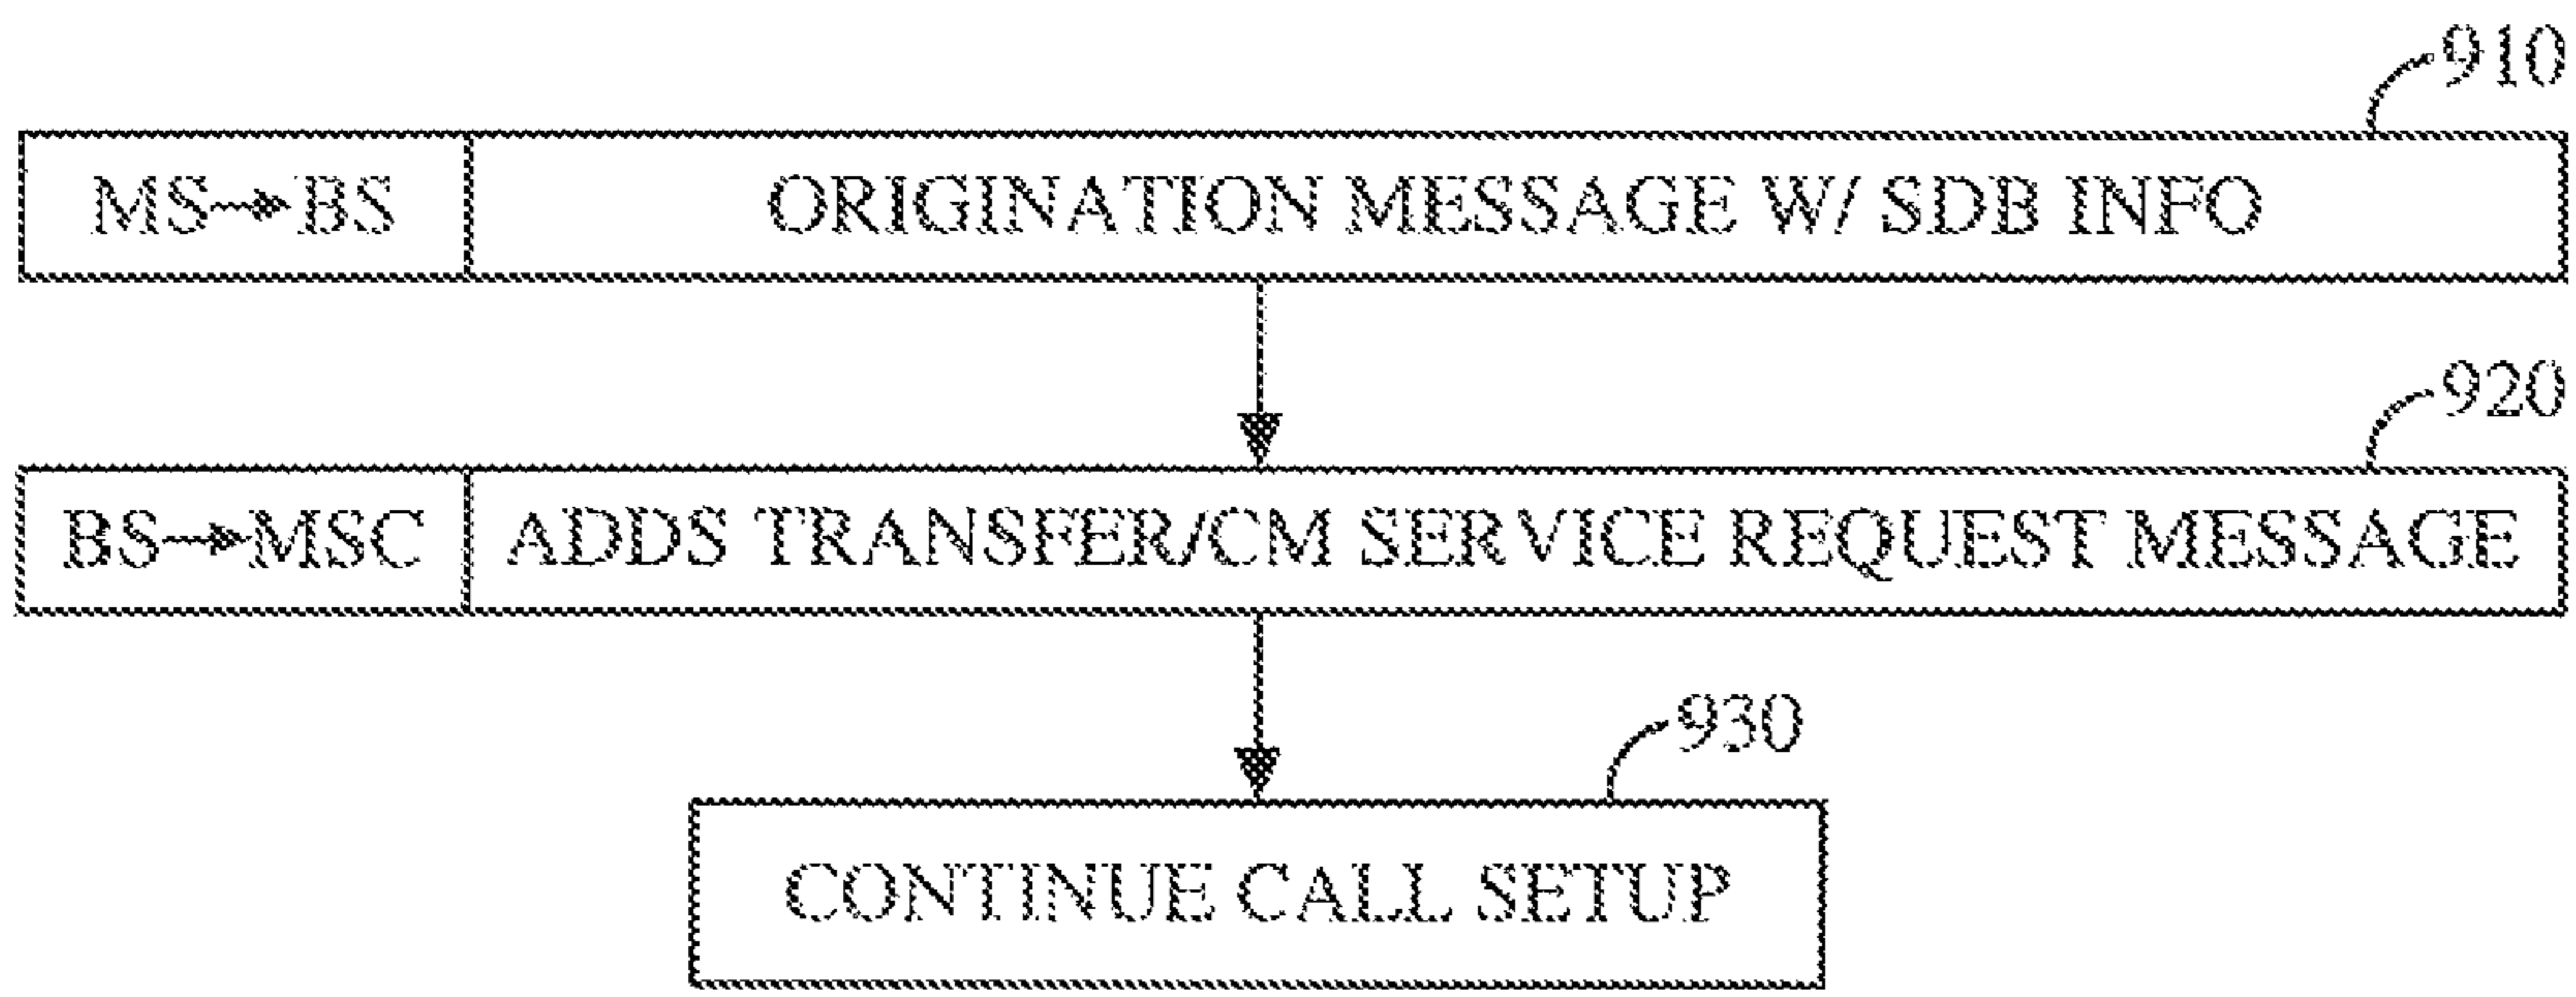 910
MS→BS ORIGINATION MESSAGE W/ SDB INFO
920
BS→MSC ADDS TRANSFER/CM SERVICE REQUEST MESSAGE
930
CONTINUE CALL SETUP